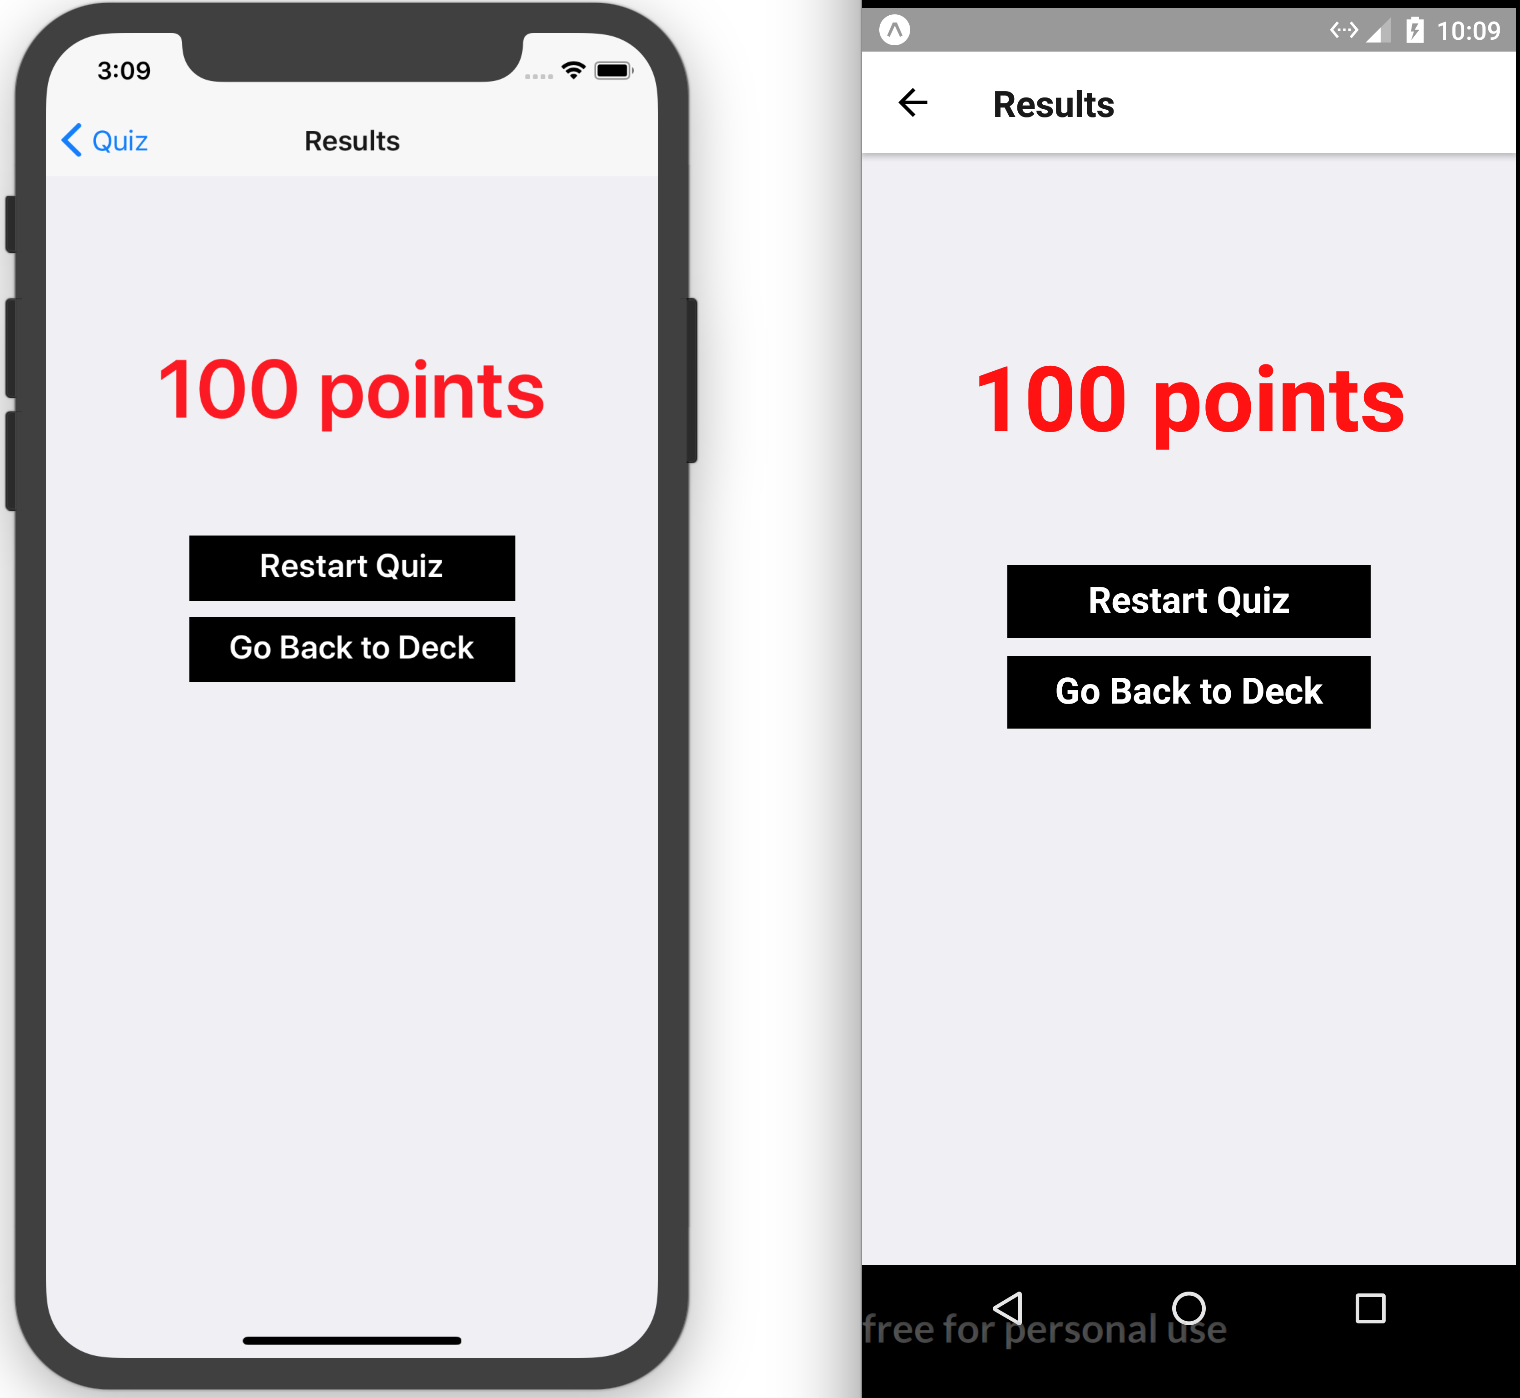 3:09
Quiz
Results
100 points
Restart Quiz
Go Back to Deck
10:09
Results
100 points
Restart Quiz
Go Back to Deck
free for personal use